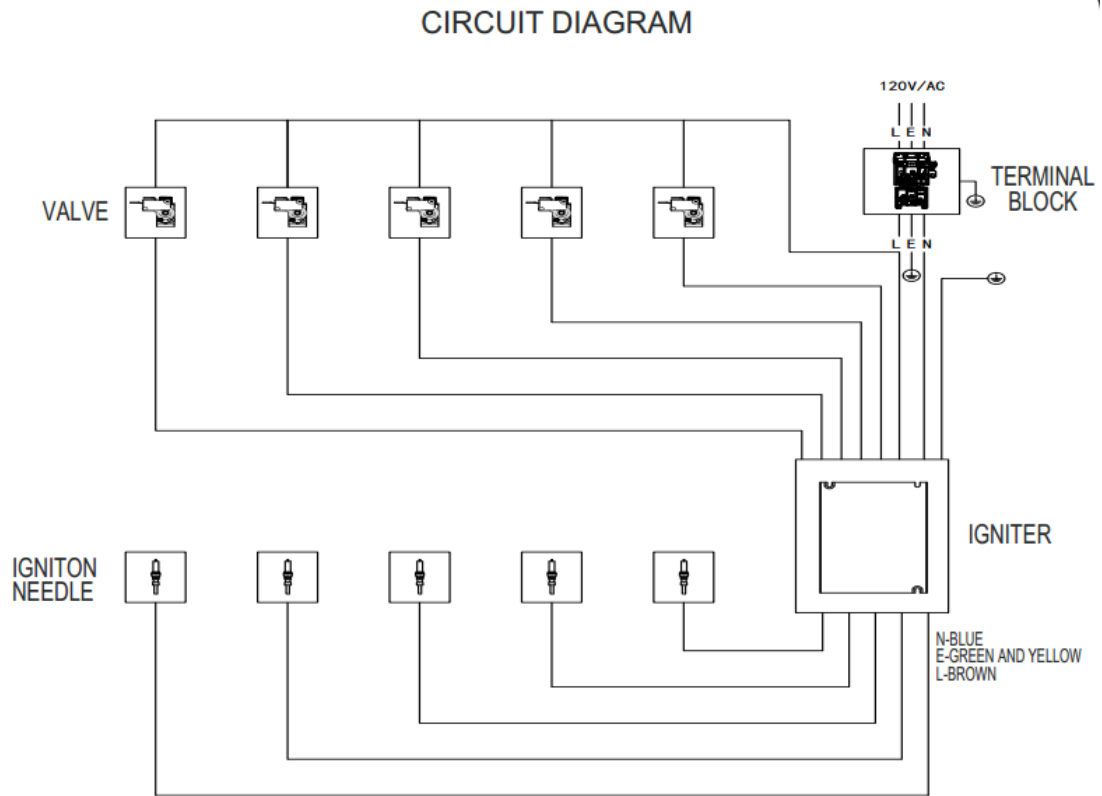 CIRCUIT DIAGRAM
120V/AC
L E N
TERMINAL
BLOCK
VALVE
L E N
IGNITER
IGNITON
NEEDLE
N-BLUE
E-GREEN AND YELLOW
L-BROWN